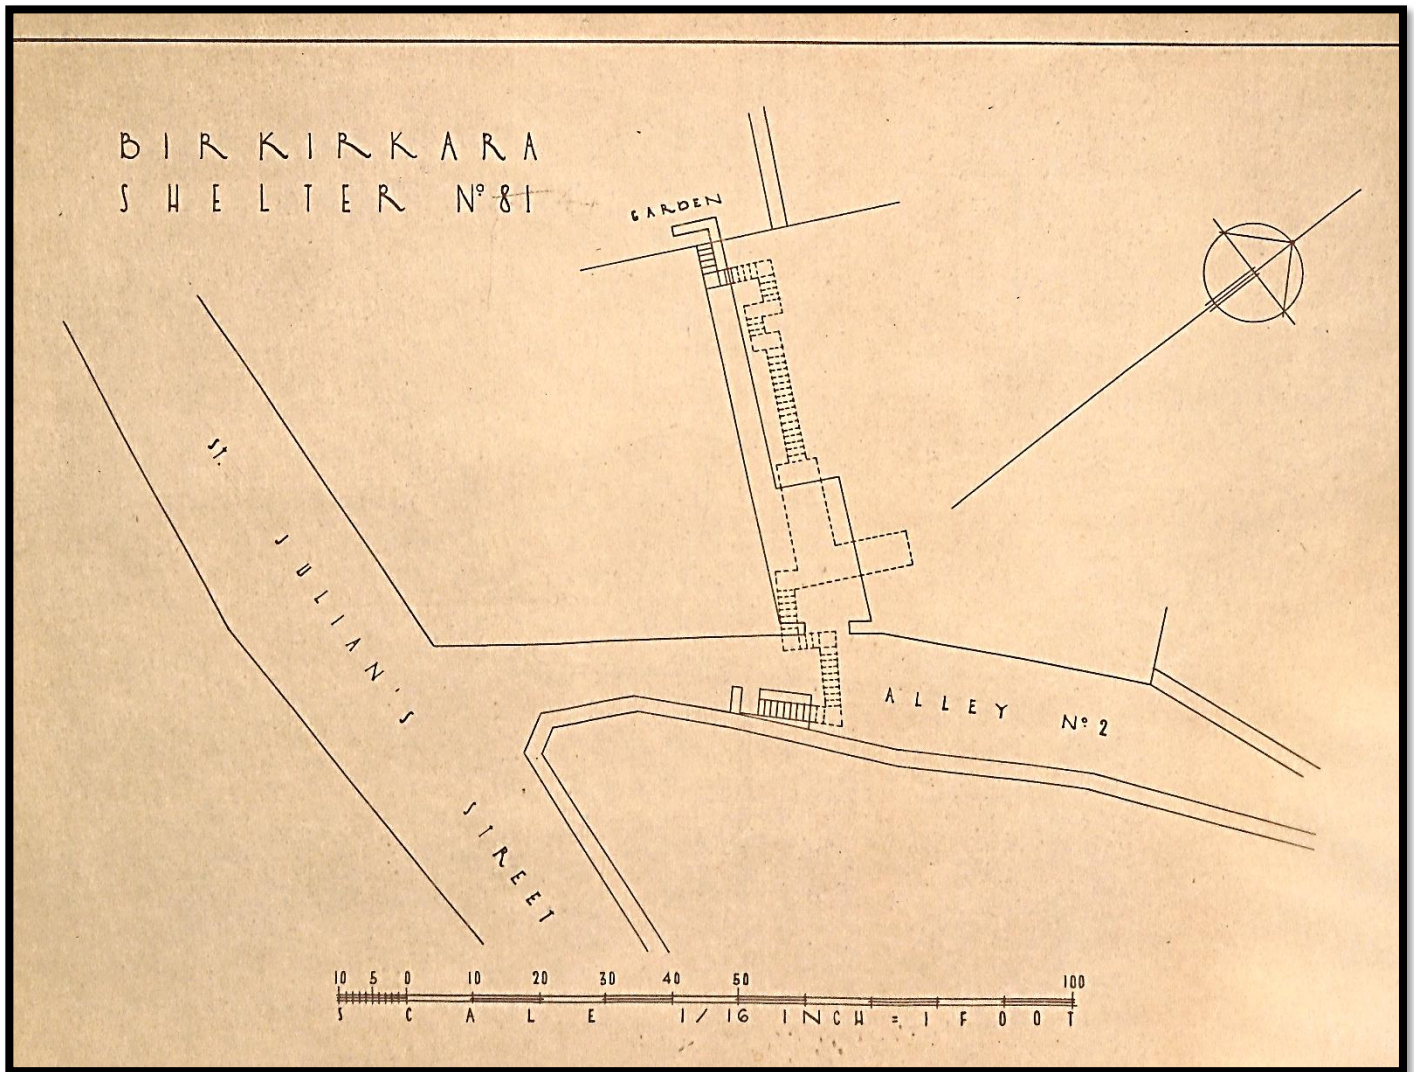 BIRKIRKARA
SHELTER Nº 81
GARDEN
St. JULIAN'S STREET
ALLEY Nº 2
10 5 0 10 20 30 40 50 100
SCALE 1/16 INCH = 1 FOOT